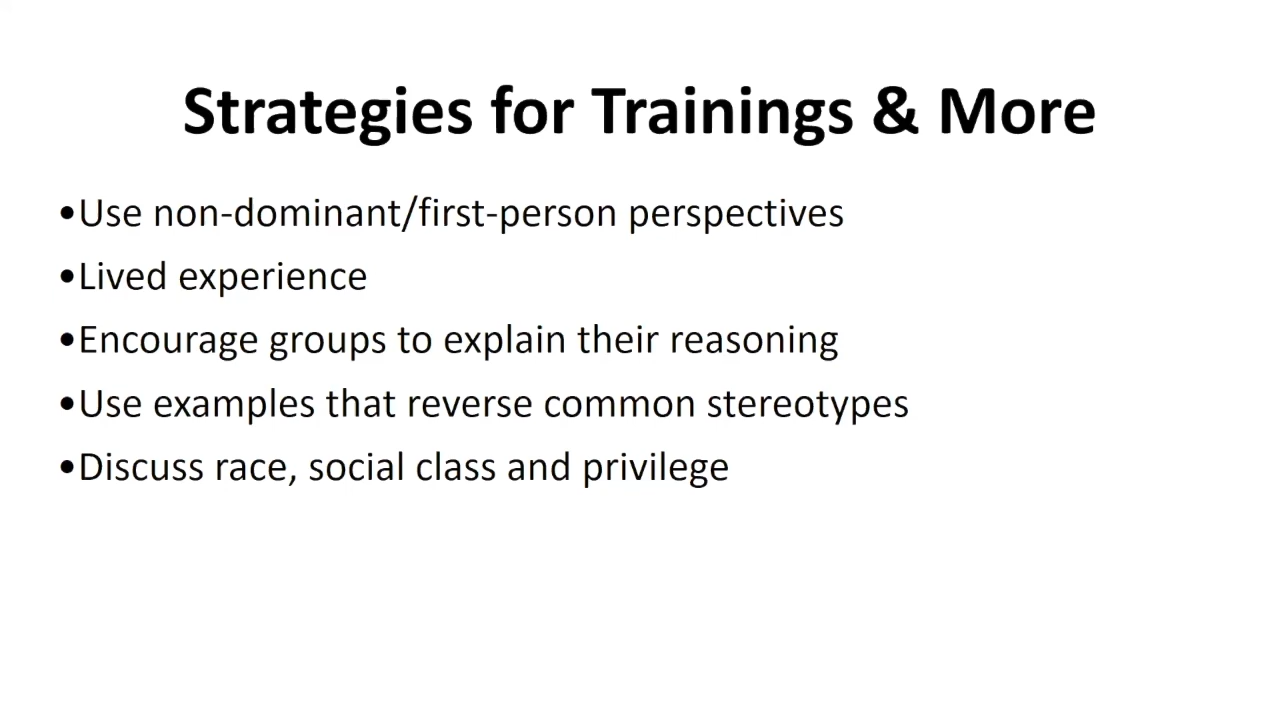 Strategies for Trainings & More
•Use non-dominant/first-person perspectives
•Lived experience
•Encourage groups to explain their reasoning
•Use examples that reverse common stereotypes
•Discuss race, social class and privilege